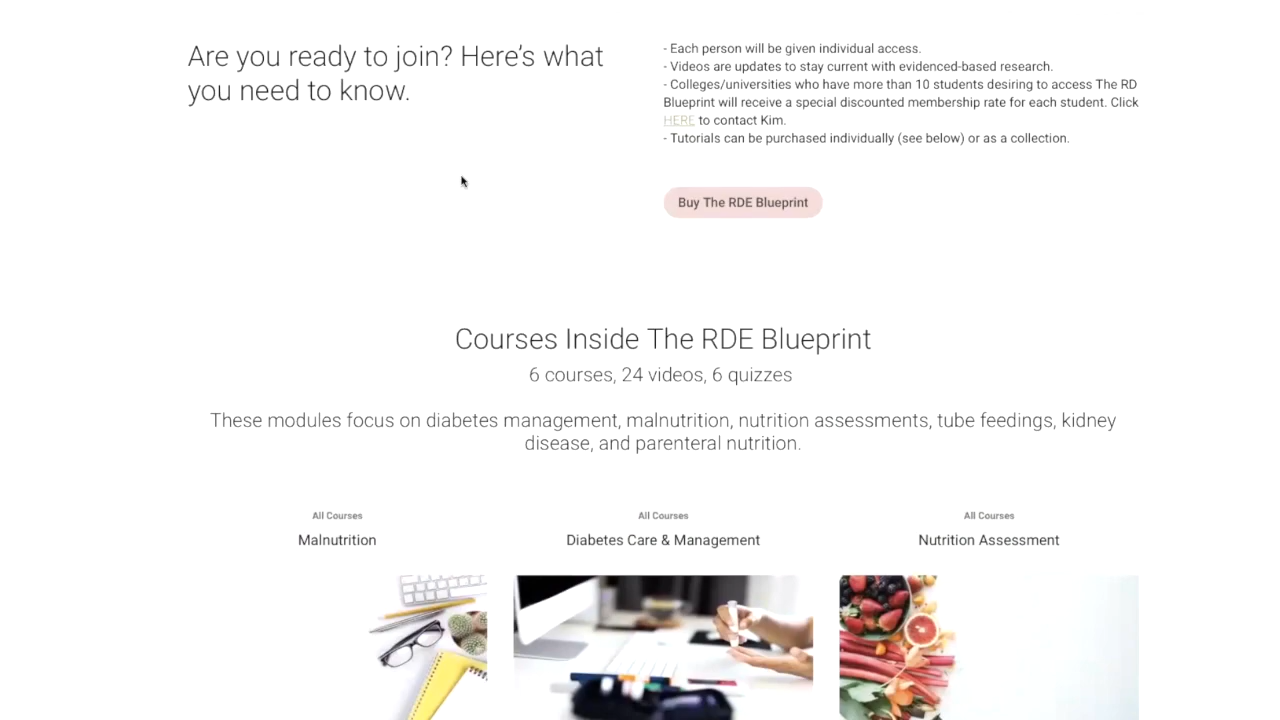 Are you ready to join? Here’s what
you need to know.
- Each person will be given individual access.
- Videos are updates to stay current with evidenced-based research.
- Colleges/universities who have more than 10 students desiring to access The RD
Blueprint will receive a special discounted membership rate for each student. Click
HERE to contact Kim.
- Tutorials can be purchased individually (see below) or as a collection.
Buy The RDE Blueprint
Courses Inside The RDE Blueprint
6 courses, 24 videos, 6 quizzes
These modules focus on diabetes management, malnutrition, nutrition assessments, tube feedings, kidney
disease, and parenteral nutrition.
All Courses
Malnutrition
All Courses
Diabetes Care & Management
All Courses
Nutrition Assessment